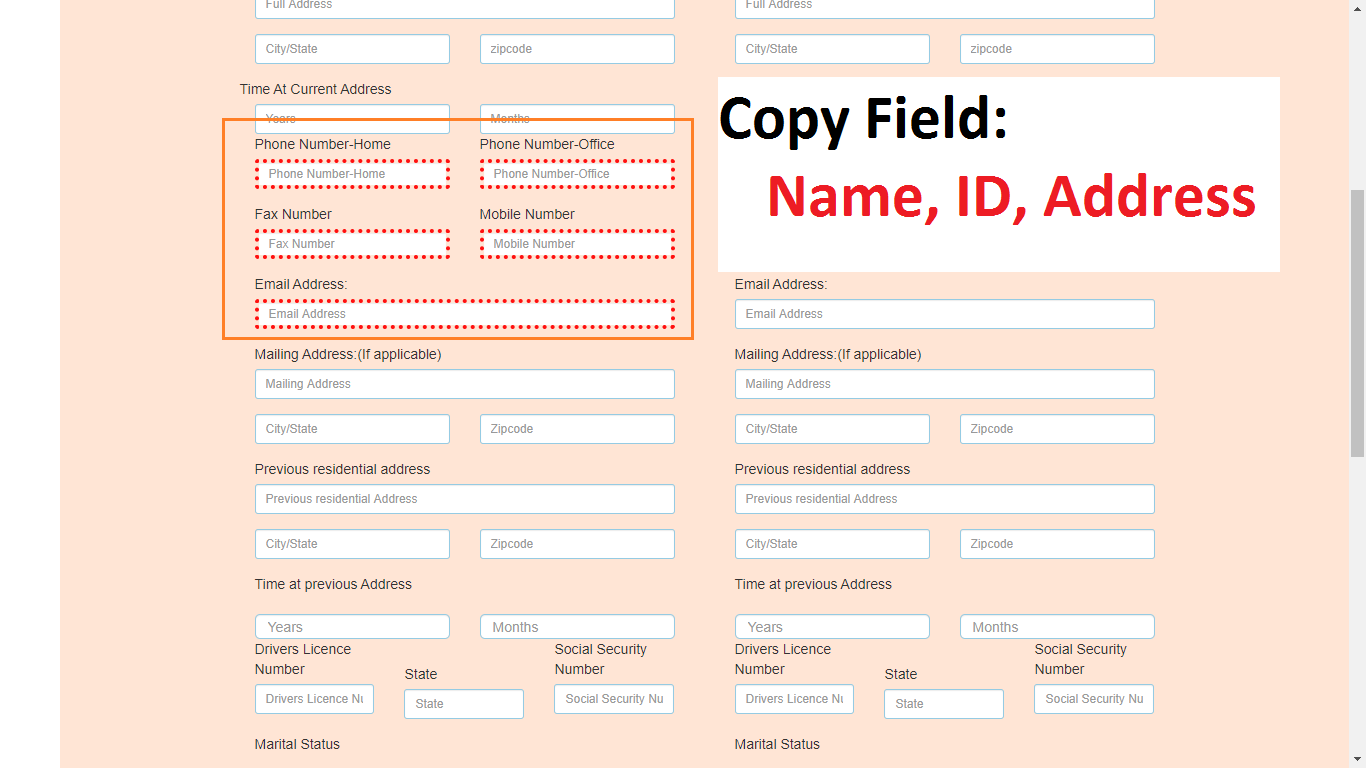 Full Address Full Address
City/State zipcode City/State zipcode
Time At Current Address
Years Months
Copy Field:
Name, ID, Address
Phone Number-Home Phone Number-Office
Phone Number-Home Phone Number-Office
Fax Number Mobile Number
Fax Number Mobile Number
Email Address: Email Address:
Email Address Email Address
Mailing Address:(If applicable) Mailing Address:(If applicable)
Mailing Address Mailing Address
City/State Zipcode City/State Zipcode
Previous residential address Previous residential address
Previous residential Address Previous residential Address
City/State Zipcode City/State Zipcode
Time at previous Address Time at previous Address
Years Months Years Months
Drivers Licence Number State Social Security Number Drivers Licence Number State Social Security Number
Drivers Licence Nu State Social Security Nu Drivers Licence Nu State Social Security Nu
Marital Status Marital Status